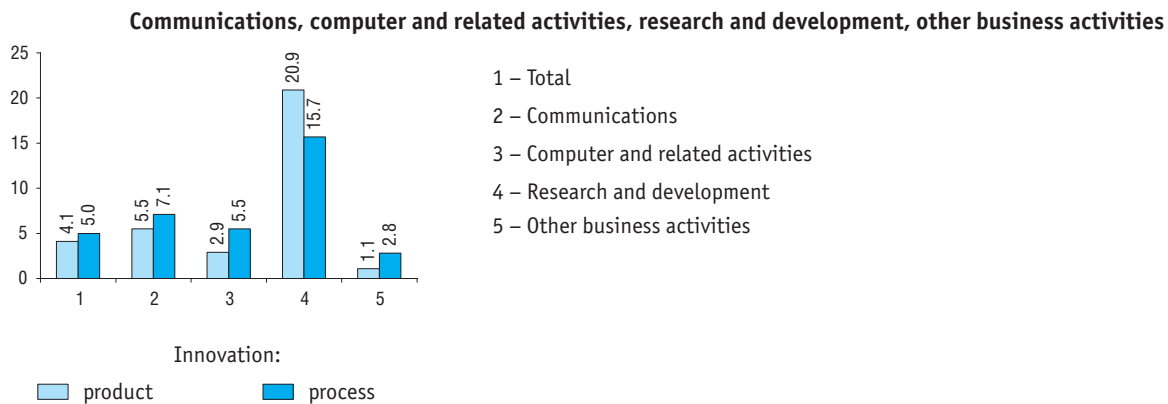 Communications, computer and related activities, research and development, other business activities
25
20
15
10
5
0
4.1
5.0
5.5
7.1
2.9
5.5
20.9
15.7
1.1
2.8
1
2
3
4
5
1 – Total
2 – Communications
3 – Computer and related activities
4 – Research and development
5 – Other business activities
Innovation:
product
process